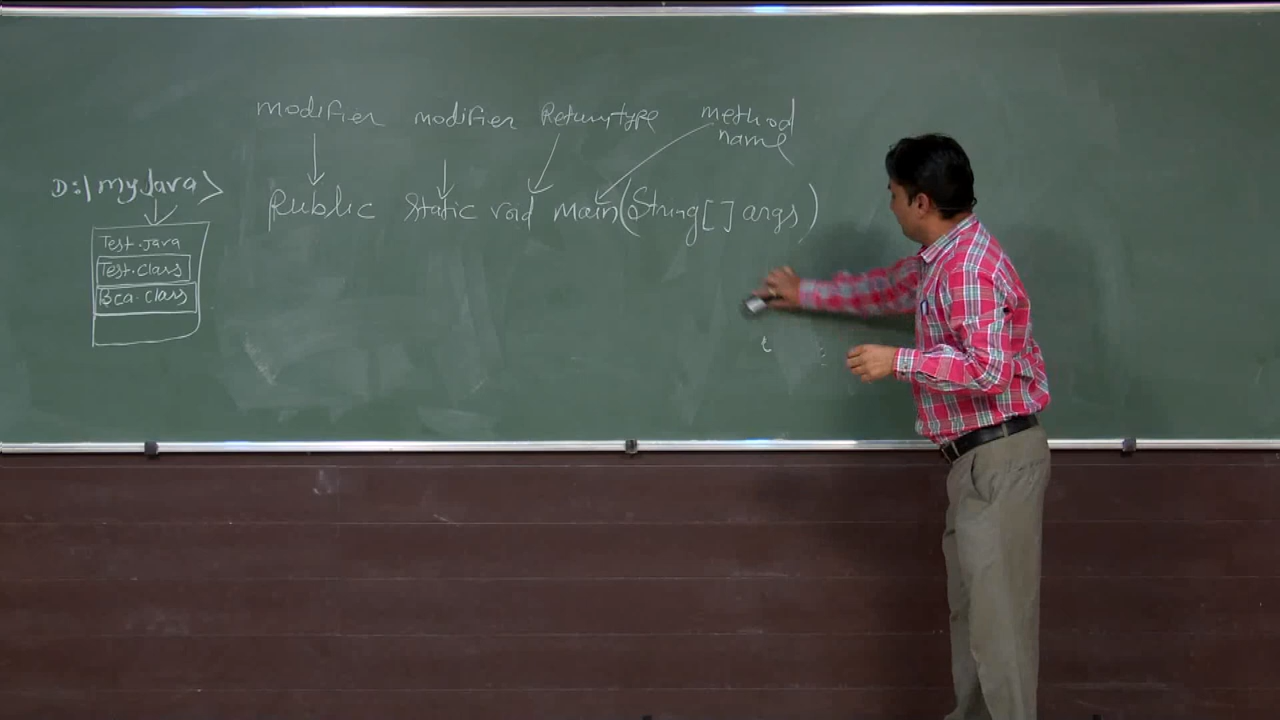 modifier modifier Returntype method name
D:\myJava>
Public Static void main(String[] args)
Test.java
Test.class
Bca.class